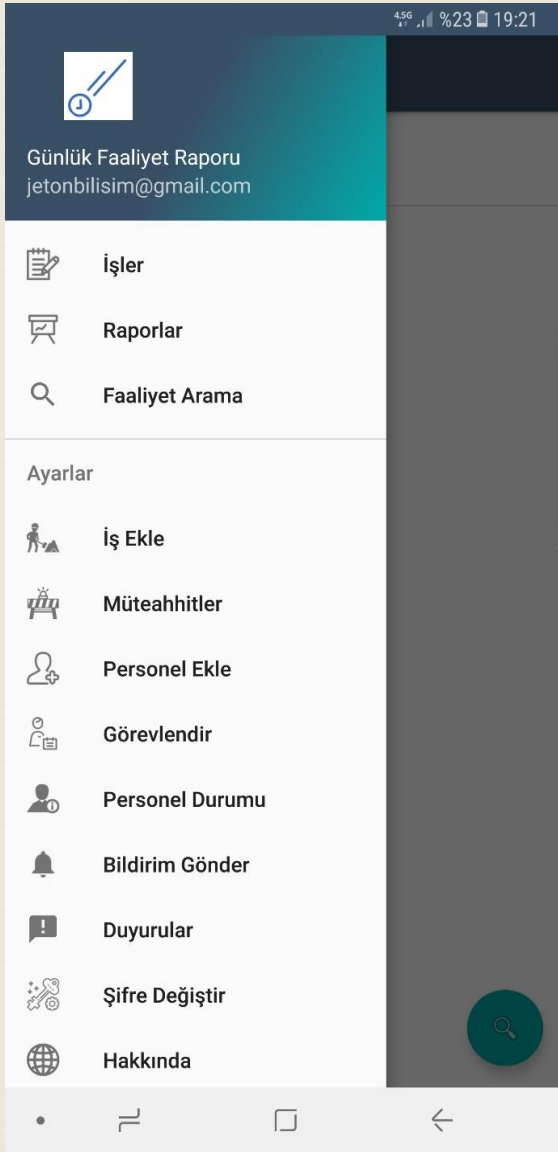 4,5G %23 19:21
Günlük Faaliyet Raporu
jetonbilisim@gmail.com
İşler
Raporlar
Faaliyet Arama
Ayarlar
İş Ekle
Müteahhitler
Personel Ekle
Görevlendir
Personel Durumu
Bildirim Gönder
Duyurular
Şifre Değiştir
Hakkında